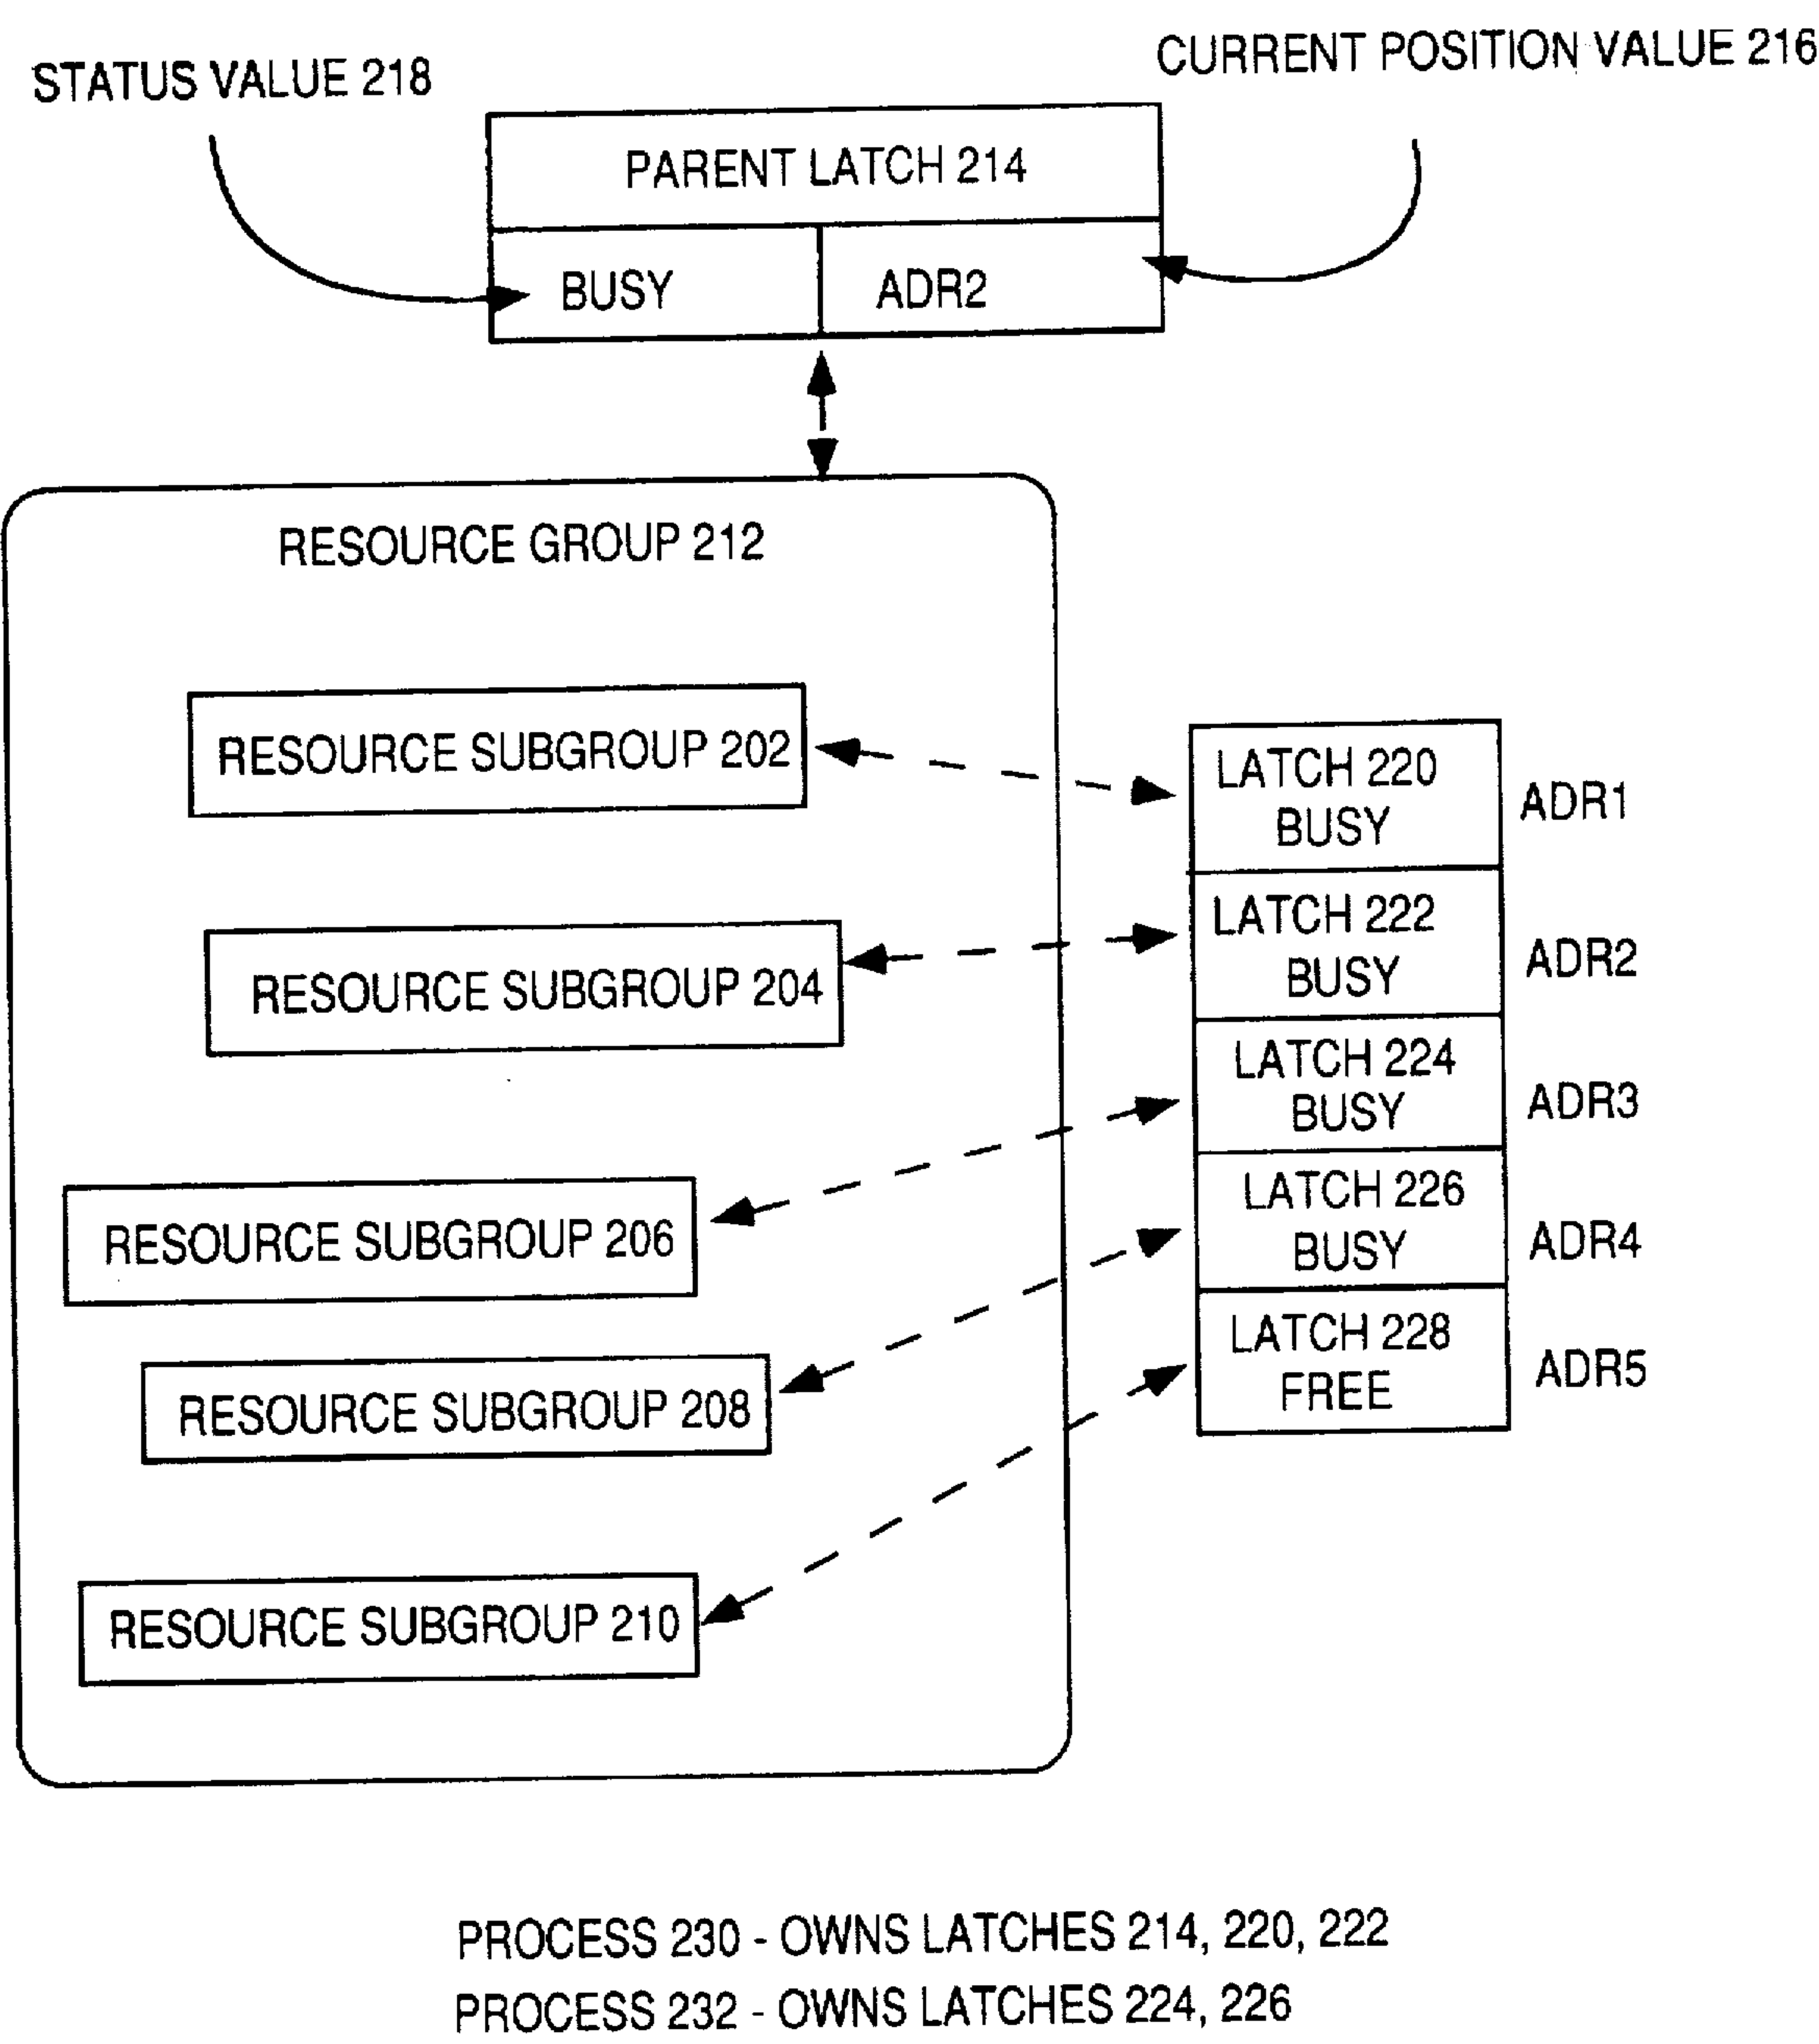 STATUS VALUE 218
CURRENT POSITION VALUE 216
PARENT LATCH 214
BUSY
ADR2
RESOURCE GROUP 212
RESOURCE SUBGROUP 202
LATCH 220
BUSY
ADR1
RESOURCE SUBGROUP 204
LATCH 222
BUSY
ADR2
RESOURCE SUBGROUP 206
LATCH 224
BUSY
ADR3
RESOURCE SUBGROUP 208
LATCH 226
BUSY
ADR4
RESOURCE SUBGROUP 210
LATCH 228
FREE
ADR5
PROCESS 230 - OWNS LATCHES 214, 220, 222
PROCESS 232 - OWNS LATCHES 224, 226